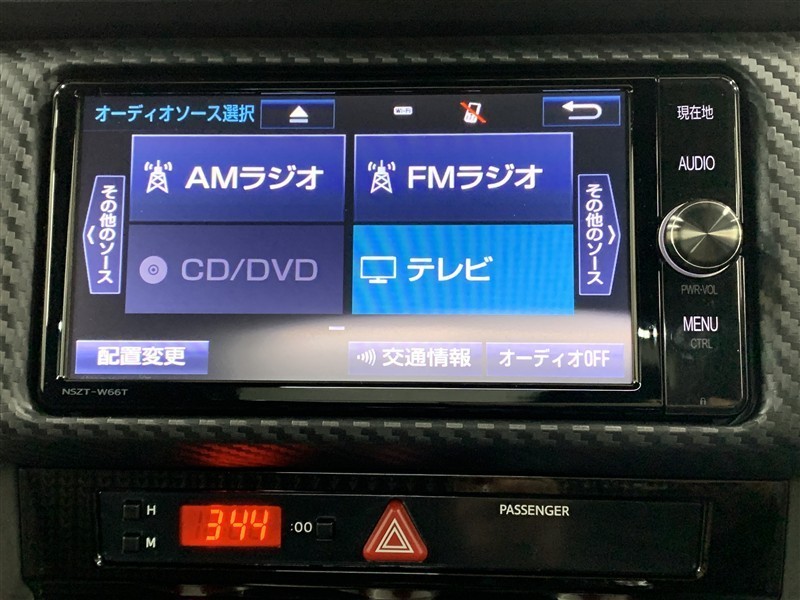 オーディオソース選択
Wi-Fi
現在地
AMラジオ
FMラジオ
AUDIO
その他のソース
その他のソース
CD/DVD
テレビ
PWR・VOL
MENU
CTRL
配置変更
交通情報
オーディオOFF
NSZT-W66T
H
344
:00
M
PASSENGER